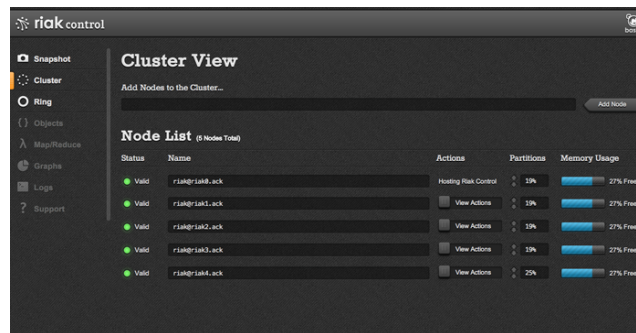 riak control
basho
Snapshot
Cluster
Ring
Objects
Map/Reduce
Graphs
Logs
Support
Cluster View
Add Nodes to the Cluster...
Add Node
Node List (5 Nodes Total)
Status Name Actions Partitions Memory Usage
Valid riak@riak0.ack Hosting Riak Control 19% 27% Free
Valid riak@riak1.ack View Actions 19% 27% Free
Valid riak@riak2.ack View Actions 19% 27% Free
Valid riak@riak3.ack View Actions 19% 27% Free
Valid riak@riak4.ack View Actions 25% 27% Free